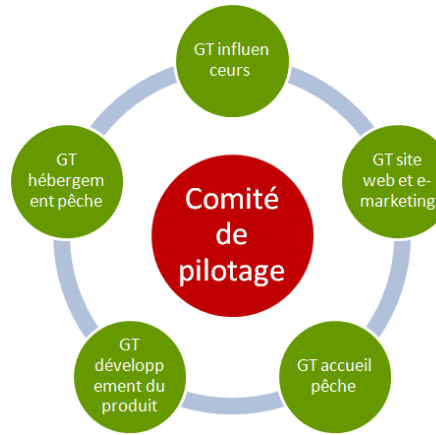 GT influen
ceurs
GT site
web et e-
marketing
GT accueil
pêche
GT
développ
ement du
produit
GT
hébergem
ent pêche
Comité
de
pilotage